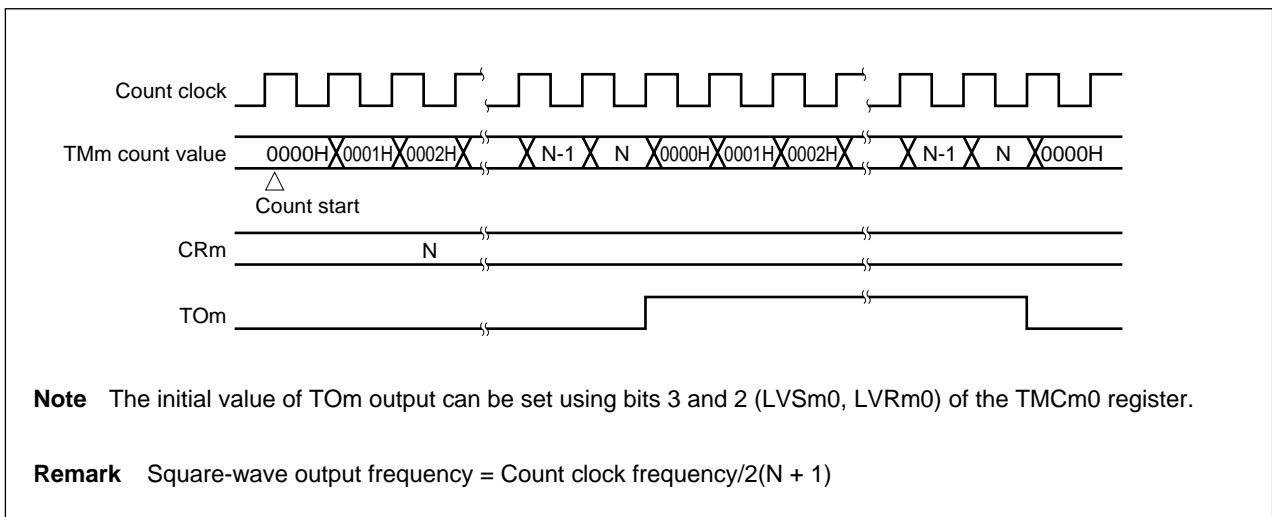 Count clock
TMm count value 0000H 0001H 0002H N-1 N 0000H 0001H 0002H N-1 N 0000H
Count start
CRm N
TOm
Note The initial value of TOm output can be set using bits 3 and 2 (LVSm0, LVRm0) of the TMCm0 register.
Remark Square-wave output frequency = Count clock frequency/2(N + 1)